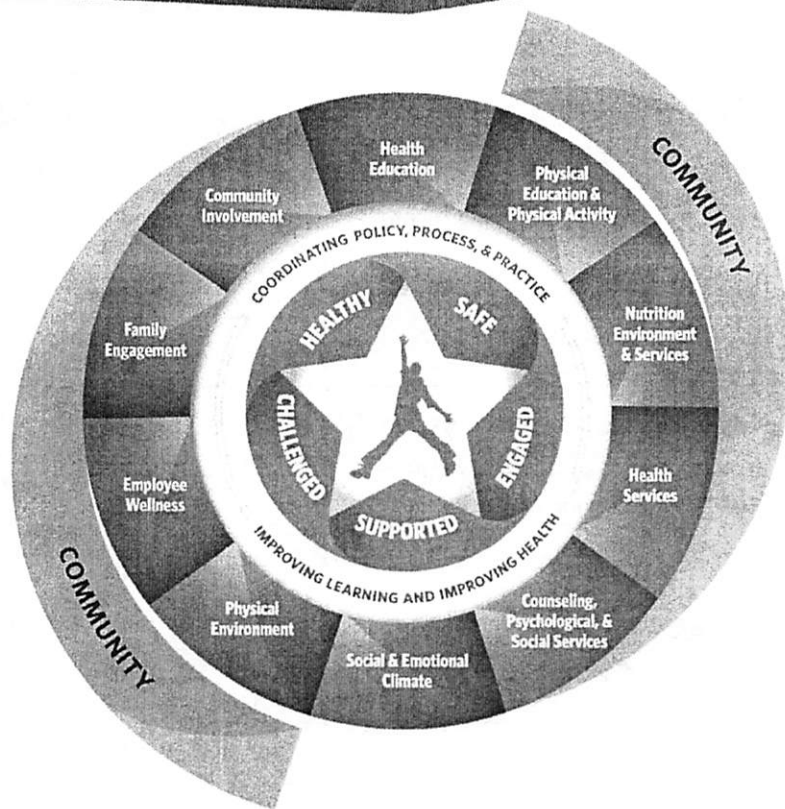 COMMUNITY
Health
Education
Physical
Education &
Physical Activity
Nutrition
Environment
& Services
Health
Services
Counseling,
Psychological, &
Social Services
Social & Emotional
Climate
Physical
Environment
Employee
Wellness
Family
Engagement
Community
Involvement
COORDINATING POLICY, PROCESS, & PRACTICE
HEALTHY
SAFE
ENGAGED
SUPPORTED
CHALLENGED
IMPROVING LEARNING AND IMPROVING HEALTH
COMMUNITY